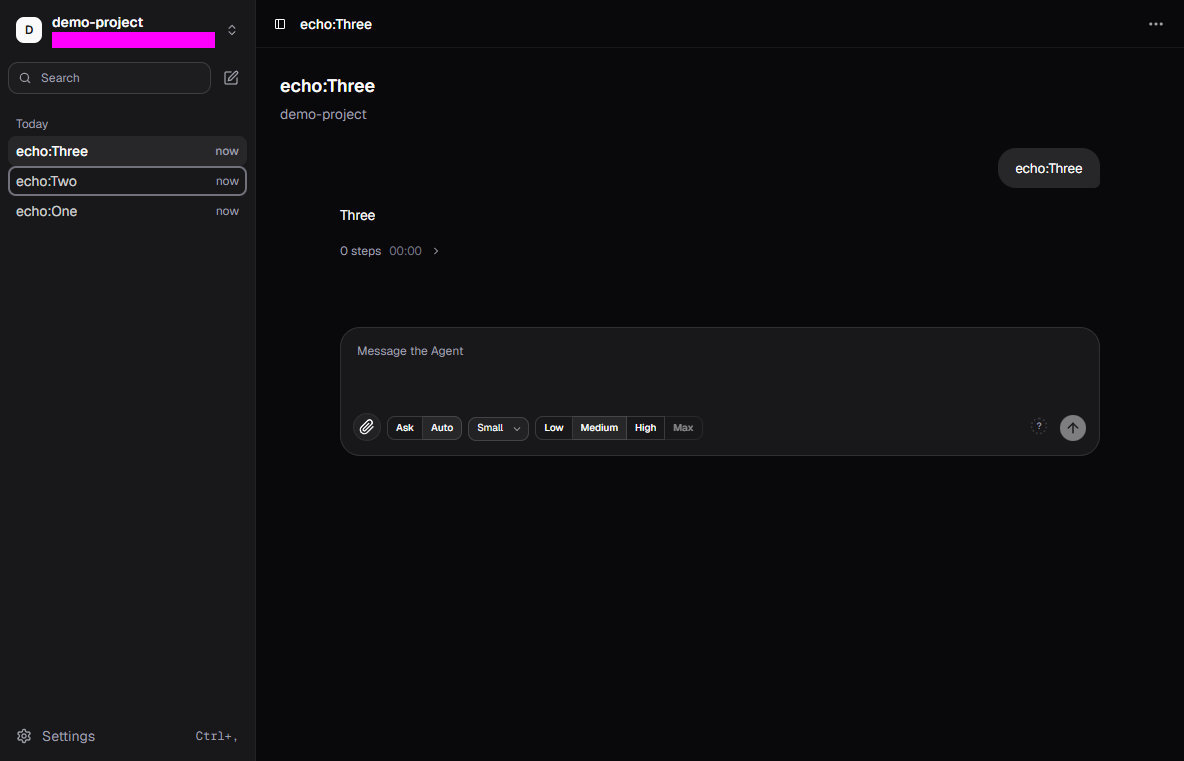 D
demo-project
Search
Today
echo:Three now
echo:Two now
echo:One now
Settings Ctrl+,
echo:Three
echo:Three
demo-project
echo:Three
Three
0 steps 00:00
Message the Agent
Ask Auto Small Low Medium High Max ?